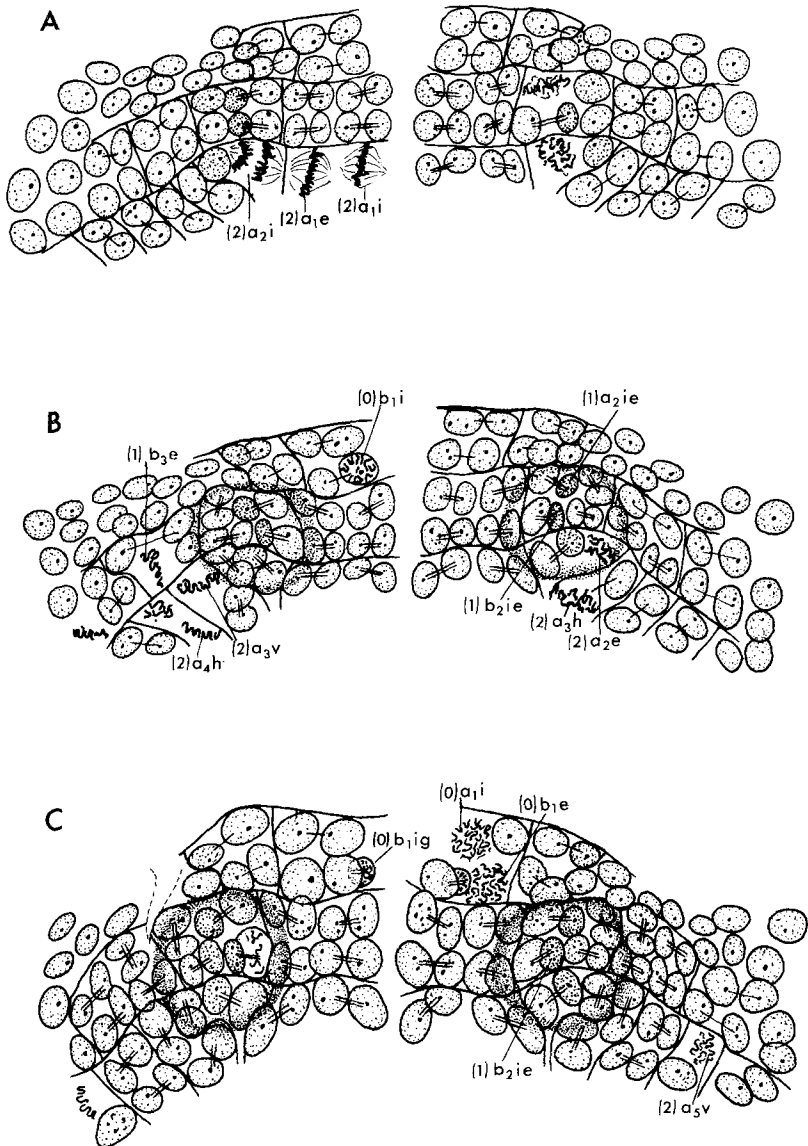 A
(2)a₂i
(2)a₁e
(2)a₁i
B
(0)b₁i
(1)a₂ie
(1)b₃e
(1)b₂ie
(2)a₃h
(2)a₂e
(2)a₄h
(2)a₃v
C
(0)b₁ig
(0)a₁i
(0)b₁e
(1)b₂ie
(2)a₅v